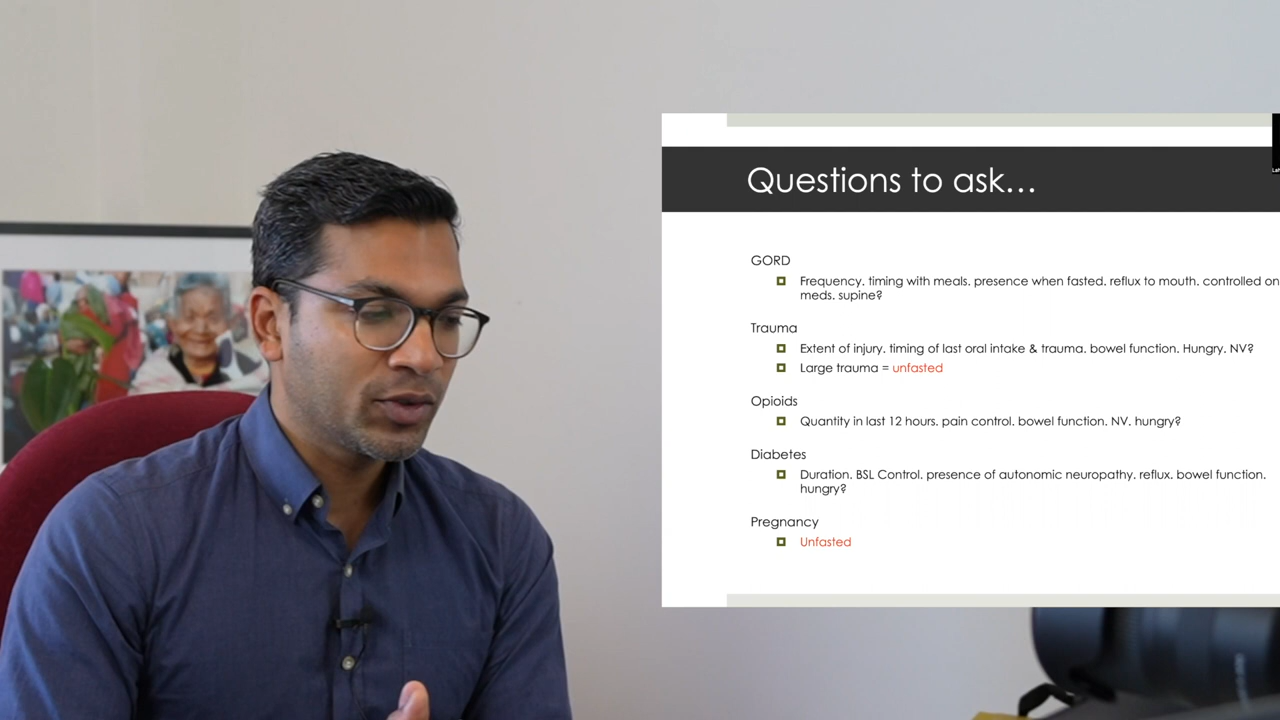 Questions to ask...
GORD
Frequency. timing with meals. presence when fasted. reflux to mouth. controlled on
meds. supine?
Trauma
Extent of injury. timing of last oral intake & trauma. bowel function. Hungry. NV?
Large trauma = unfasted
Opioids
Quantity in last 12 hours. pain control. bowel function. NV. hungry?
Diabetes
Duration. BSL Control. presence of autonomic neuropathy. reflux. bowel function.
hungry?
Pregnancy
Unfasted